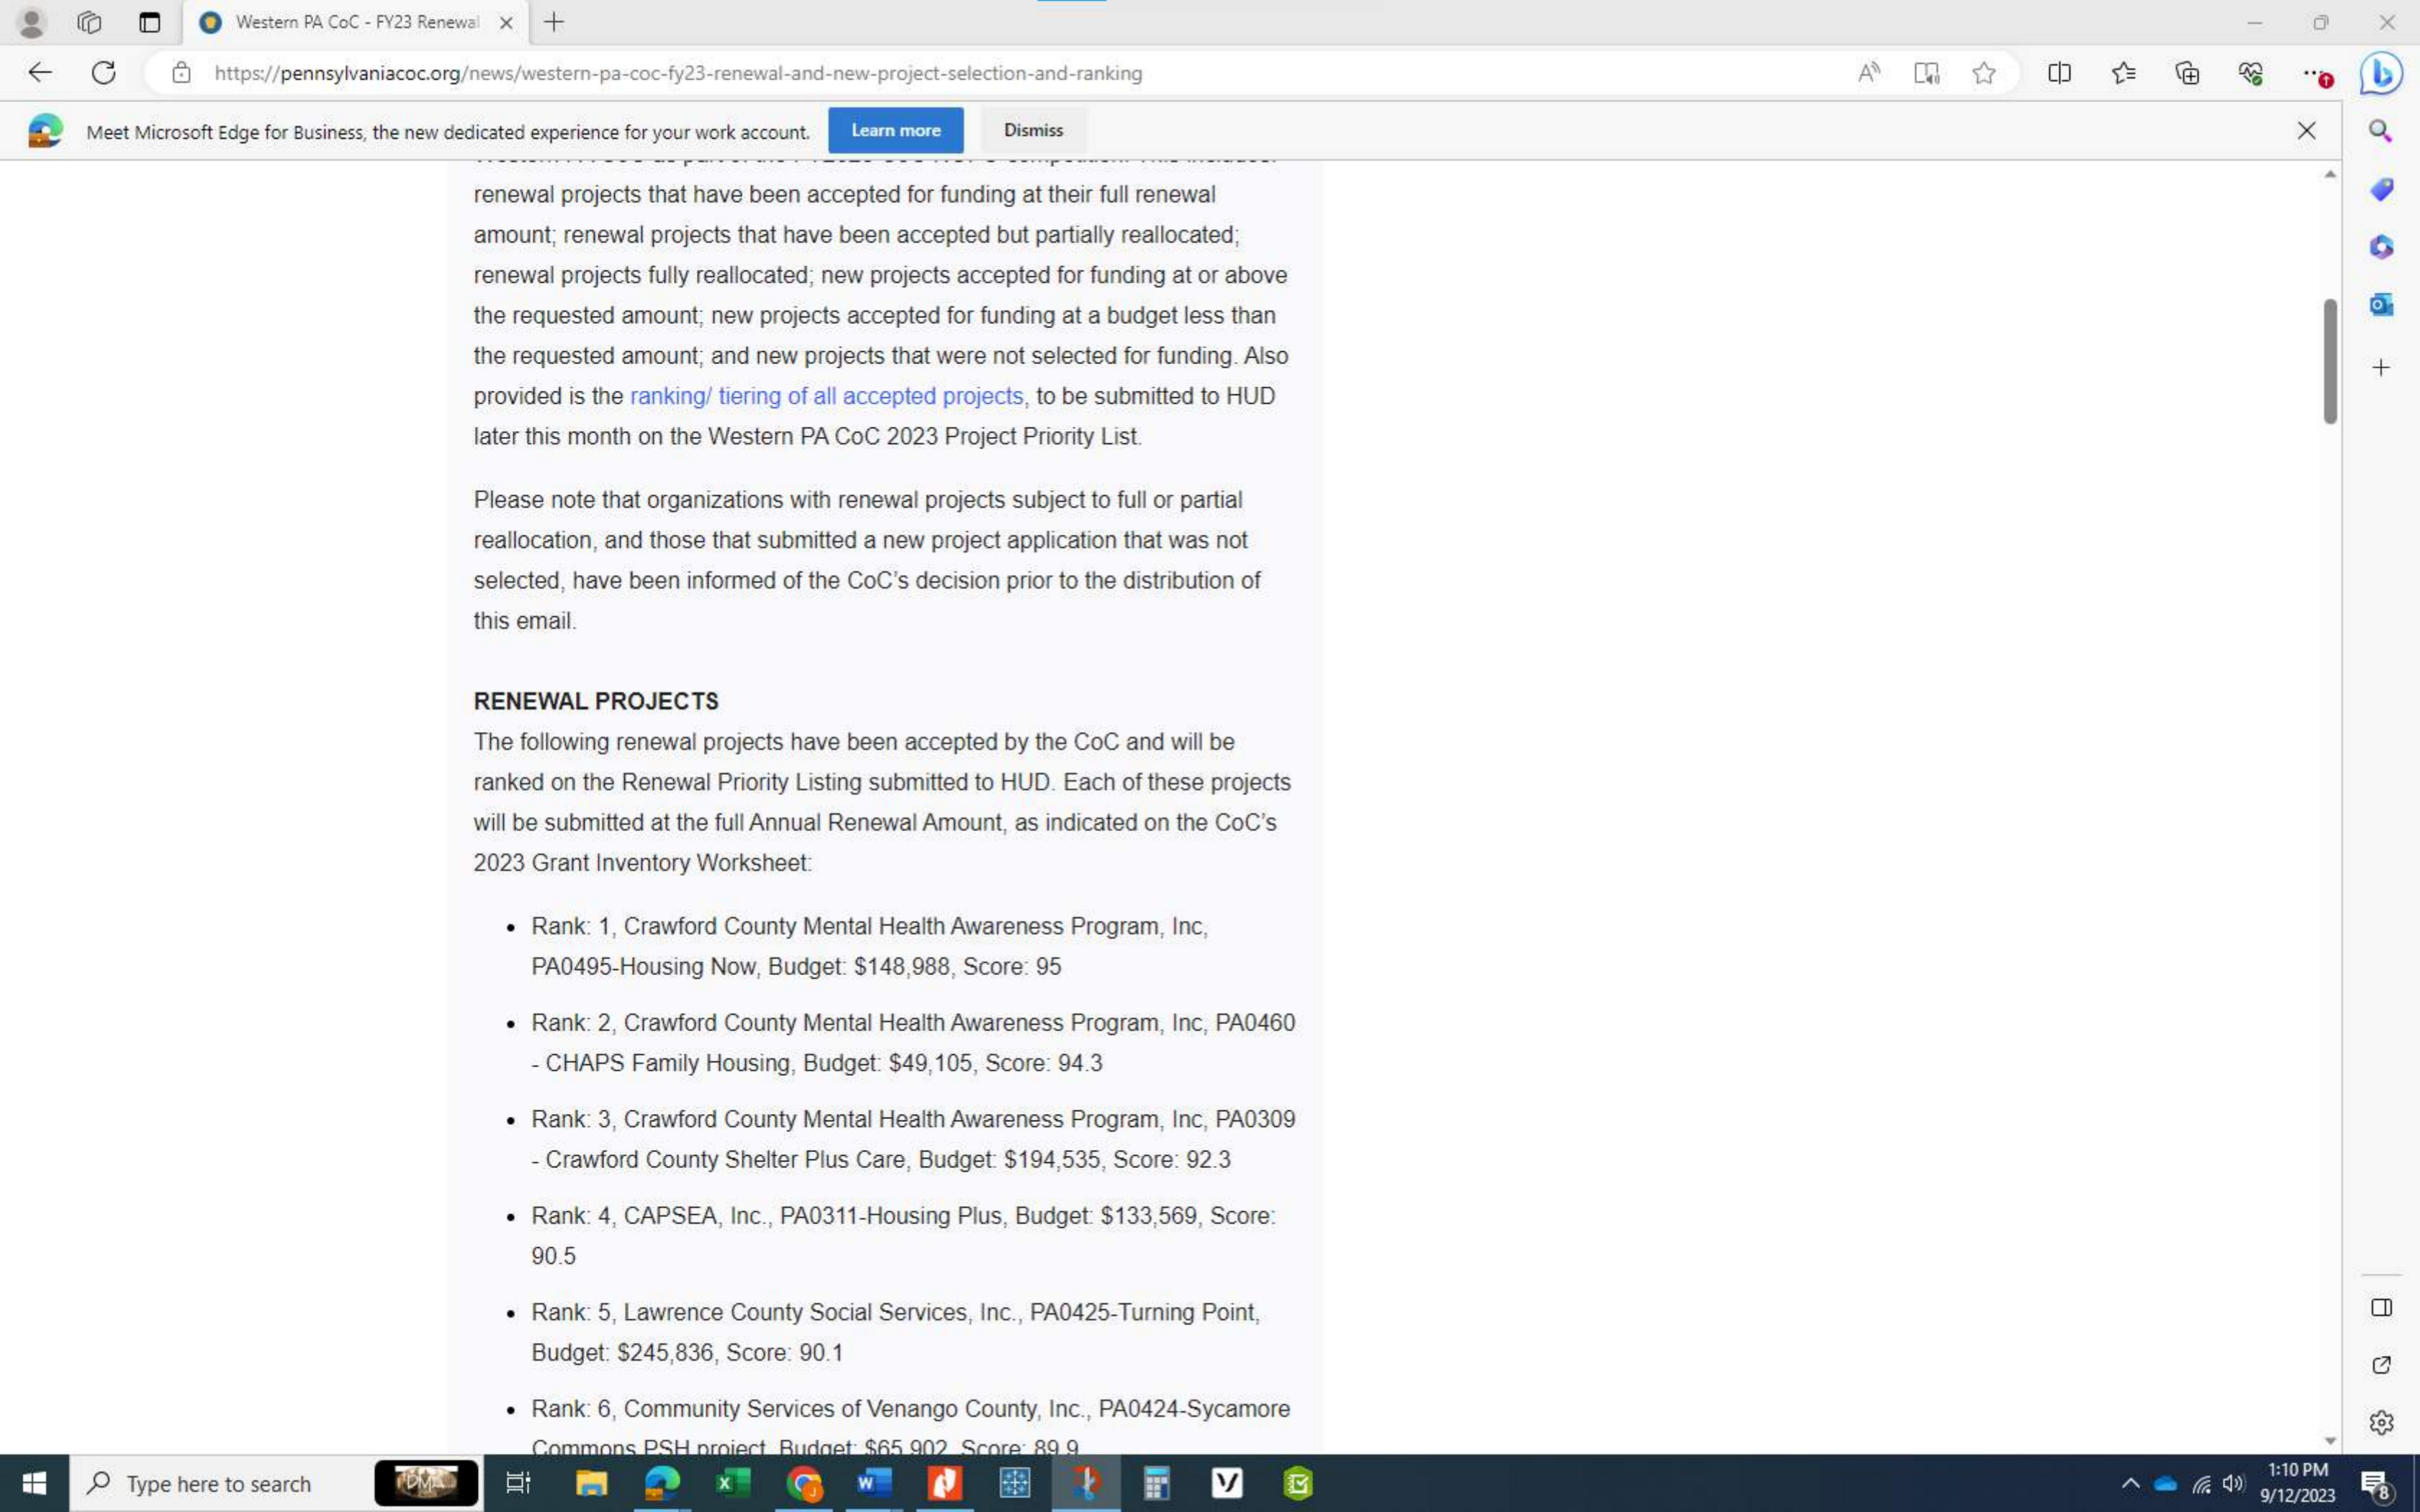 Western PA CoC - FY23 Renewal
https://pennsylvaniacoc.org/news/western-pa-coc-fy23-renewal-and-new-project-selection-and-ranking
Meet Microsoft Edge for Business, the new dedicated experience for your work account.
Learn more
Dismiss
renewal projects that have been accepted for funding at their full renewal
amount; renewal projects that have been accepted but partially reallocated;
renewal projects fully reallocated; new projects accepted for funding at or above
the requested amount; new projects accepted for funding at a budget less than
the requested amount; and new projects that were not selected for funding. Also
provided is the ranking/ tiering of all accepted projects, to be submitted to HUD
later this month on the Western PA CoC 2023 Project Priority List.
Please note that organizations with renewal projects subject to full or partial
reallocation, and those that submitted a new project application that was not
selected, have been informed of the CoC's decision prior to the distribution of
this email.
RENEWAL PROJECTS
The following renewal projects have been accepted by the CoC and will be
ranked on the Renewal Priority Listing submitted to HUD. Each of these projects
will be submitted at the full Annual Renewal Amount, as indicated on the CoC's
2023 Grant Inventory Worksheet:
• Rank: 1, Crawford County Mental Health Awareness Program, Inc,
PA0495-Housing Now, Budget: $148,988, Score: 95
• Rank: 2, Crawford County Mental Health Awareness Program, Inc, PA0460
- CHAPS Family Housing, Budget: $49,105, Score: 94.3
• Rank: 3, Crawford County Mental Health Awareness Program, Inc, PA0309
- Crawford County Shelter Plus Care, Budget: $194,535, Score: 92.3
• Rank: 4, CAPSEA, Inc., PA0311-Housing Plus, Budget: $133,569, Score:
90.5
• Rank: 5, Lawrence County Social Services, Inc., PA0425-Turning Point,
Budget: $245,836, Score: 90.1
• Rank: 6, Community Services of Venango County, Inc., PA0424-Sycamore
Commons PSH project, Budget: $65,902, Score: 89.9
Type here to search
DMA
1:10 PM
9/12/2023
8